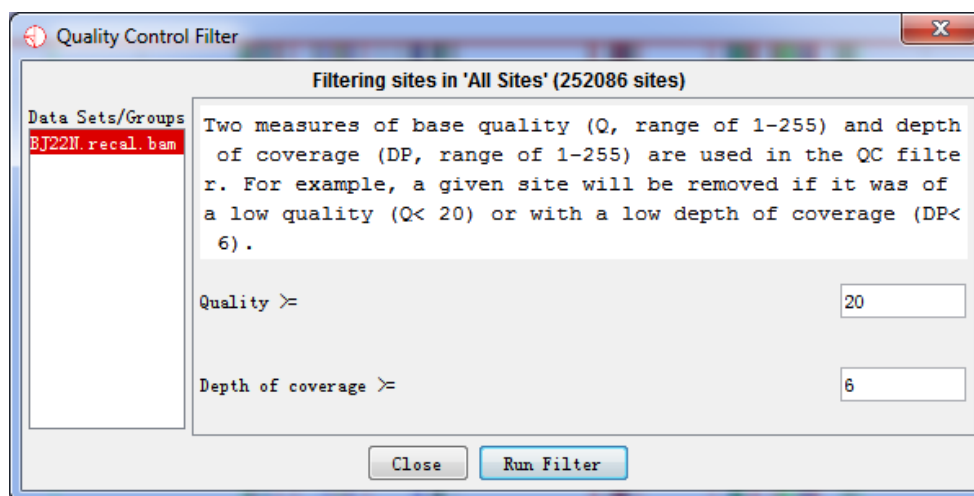 Quality Control Filter
Filtering sites in 'All Sites' (252086 sites)
Data Sets/Groups
BJ22N.recal.bam
Two measures of base quality (Q, range of 1-255) and depth
of coverage (DP, range of 1-255) are used in the QC filte
r. For example, a given site will be removed if it was of
a low quality (Q< 20) or with a low depth of coverage (DP<
6).
Quality >=
20
Depth of coverage >=
6
Close
Run Filter